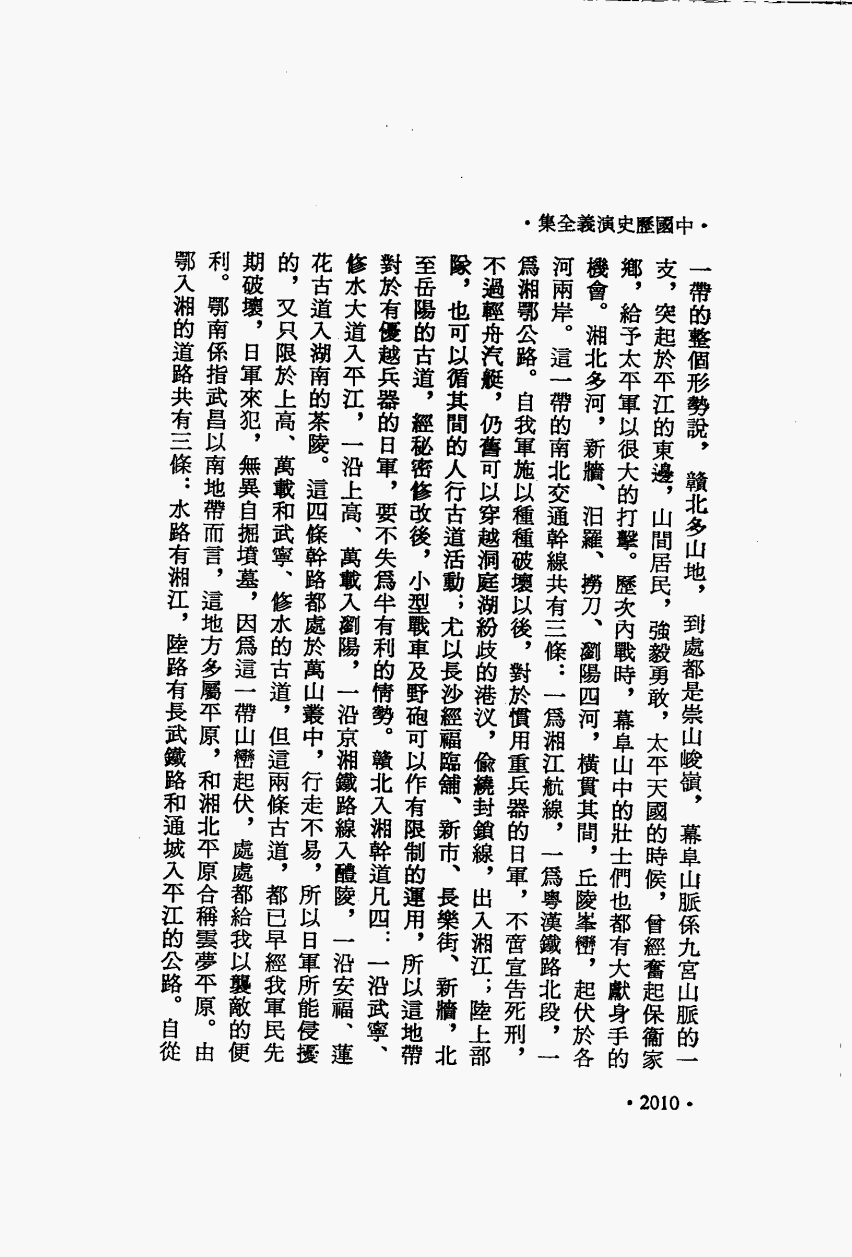 ·中國歷史演義全集·
一帶的整個形勢說，贛北多山地，到處都是崇山峻嶺，幕阜山脈係九宮山脈的一
支，突起於平江的東邊，山間居民，強毅勇敢，太平天國的時候，曾經奮起保衞家
鄉，給予太平軍以很大的打擊。歷次內戰時，幕阜山中的壯士們也都有大獻身手的
機會。湘北多河，新牆、汨羅、撈刀、瀏陽四河，橫貫其間，丘陵峯巒，起伏於各
河兩岸。這一帶的南北交通幹線共有三條：一爲湘江航線，一爲粵漢鐵路北段，一
爲湘鄂公路。自我軍施以種種破壞以後，對於慣用重兵器的日軍，不啻宣告死刑，
不過輕舟汽艇，仍舊可以穿越洞庭湖紛歧的港汊，偸繞封鎖線，出入湘江；陸上部
隊，也可以循其間的人行古道活動；尤以長沙經福臨舖、新市、長樂街、新牆，北
至岳陽的古道，經秘密修改後，小型戰車及野砲可以作有限制的運用，所以這地帶
對於有優越兵器的日軍，要不失爲半有利的情勢。贛北入湘幹道凡四：一沿武寧、
修水大道入平江，一沿上高、萬載入瀏陽，一沿京湘鐵路線入醴陵，一沿安福、蓮
花古道入湖南的茶陵。這四條幹路都處於萬山叢中，行走不易，所以日軍所能侵擾
的，又只限於上高、萬載和武寧、修水的古道，但這兩條古道，都已早經我軍民先
期破壞，日軍來犯，無異自掘墳墓，因爲這一帶山巒起伏，處處都給我以襲敵的便
利。鄂南係指武昌以南地帶而言，這地方多屬平原，和湘北平原合稱雲夢平原。由
鄂入湘的道路共有三條：水路有湘江，陸路有長武鐵路和通城入平江的公路。自從
·2010·